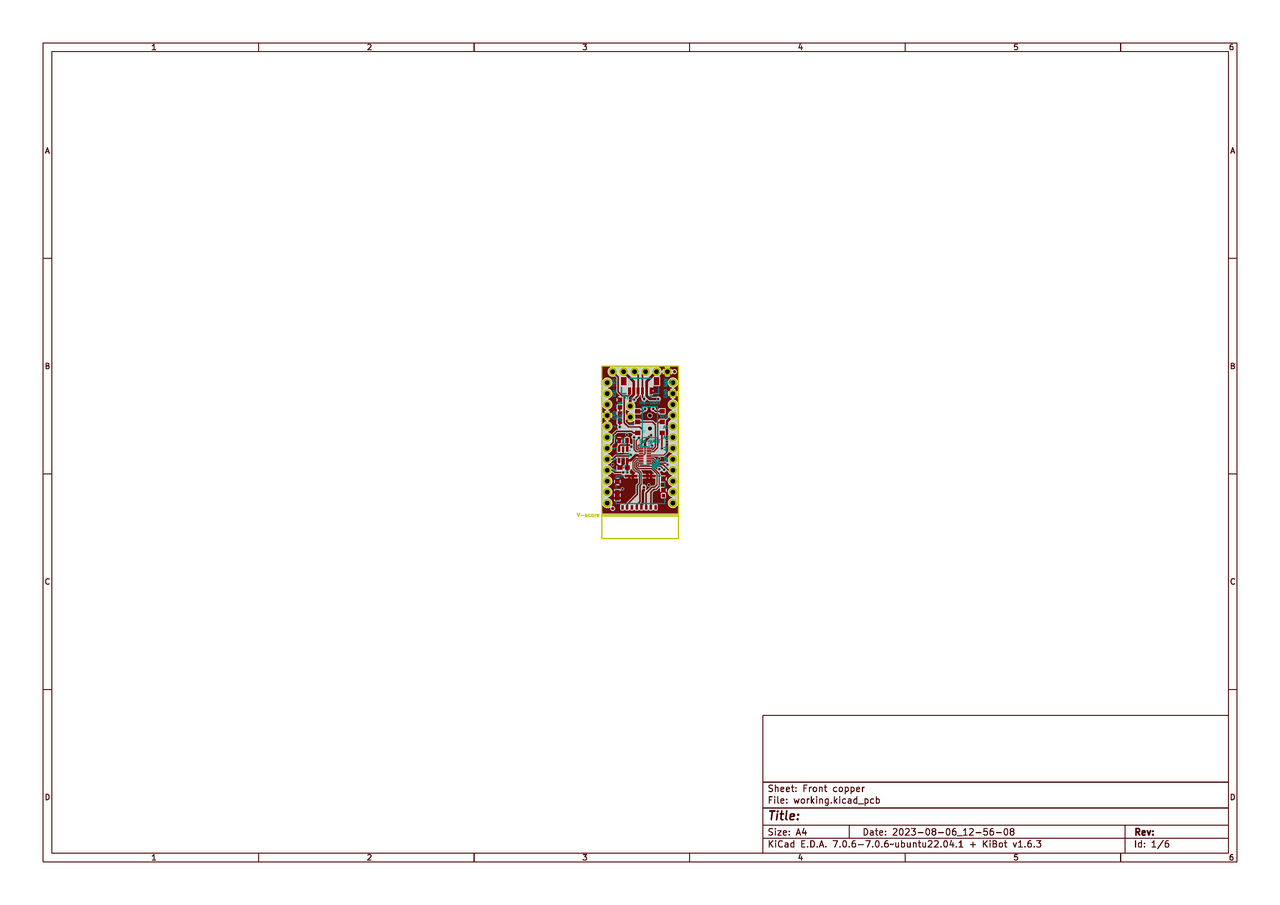 1 2 3 4 5 6
A A
B B
V-score
C C
D D
Sheet: Front copper
File: working.kicad_pcb
Title:
Size: A4 Date: 2023-08-06_12-56-08 Rev:
KiCad E.D.A. 7.0.6-7.0.6~ubuntu22.04.1 + KiBot v1.6.3 Id: 1/6
1 2 3 4 5 6